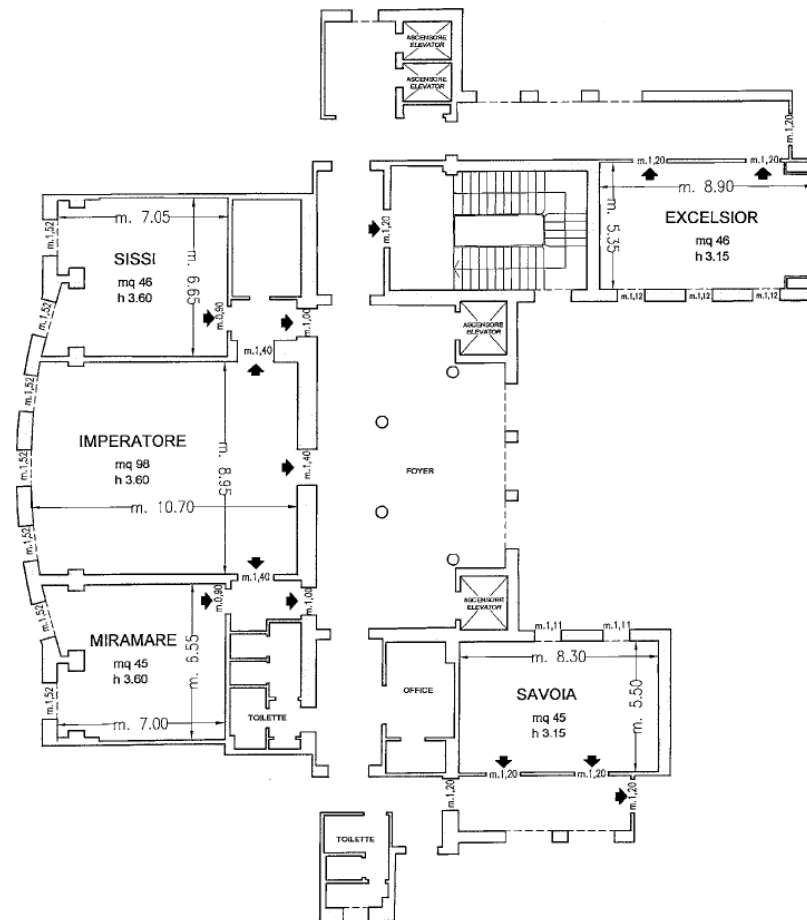 ASCENSORE
ELEVATOR
ASCENSORE
ELEVATOR
m.1,20
m.1,20
m.1,20
m. 8.90
EXCELSIOR
mq 46
h 3.15
m. 5.35
m.1,12
m.1,12
m.1,12
m.1,20
m. 7.05
SISSI
mq 46
h 3.60
m. 6.65
m.1,52
m.1,52
m.0,90
m.1,00
m.1,40
ASCENSORE
ELEVATOR
m.1,52
IMPERATORE
mq 98
h 3.60
m. 8.95
m. 10.70
m.1,40
m.1,52
m.1,52
FOYER
m.1,40
m.0,90
m.1,00
ASCENSORE
ELEVATOR
m.1,52
MIRAMARE
mq 45
h 3.60
m. 6.55
m. 7.00
m.1,52
TOILETTE
OFFICE
m.1,11
m.1,11
m. 8.30
SAVOIA
mq 45
h 3.15
m. 5.50
m.1,20
m.1,20
m.1,20
m.1,20
TOILETTE